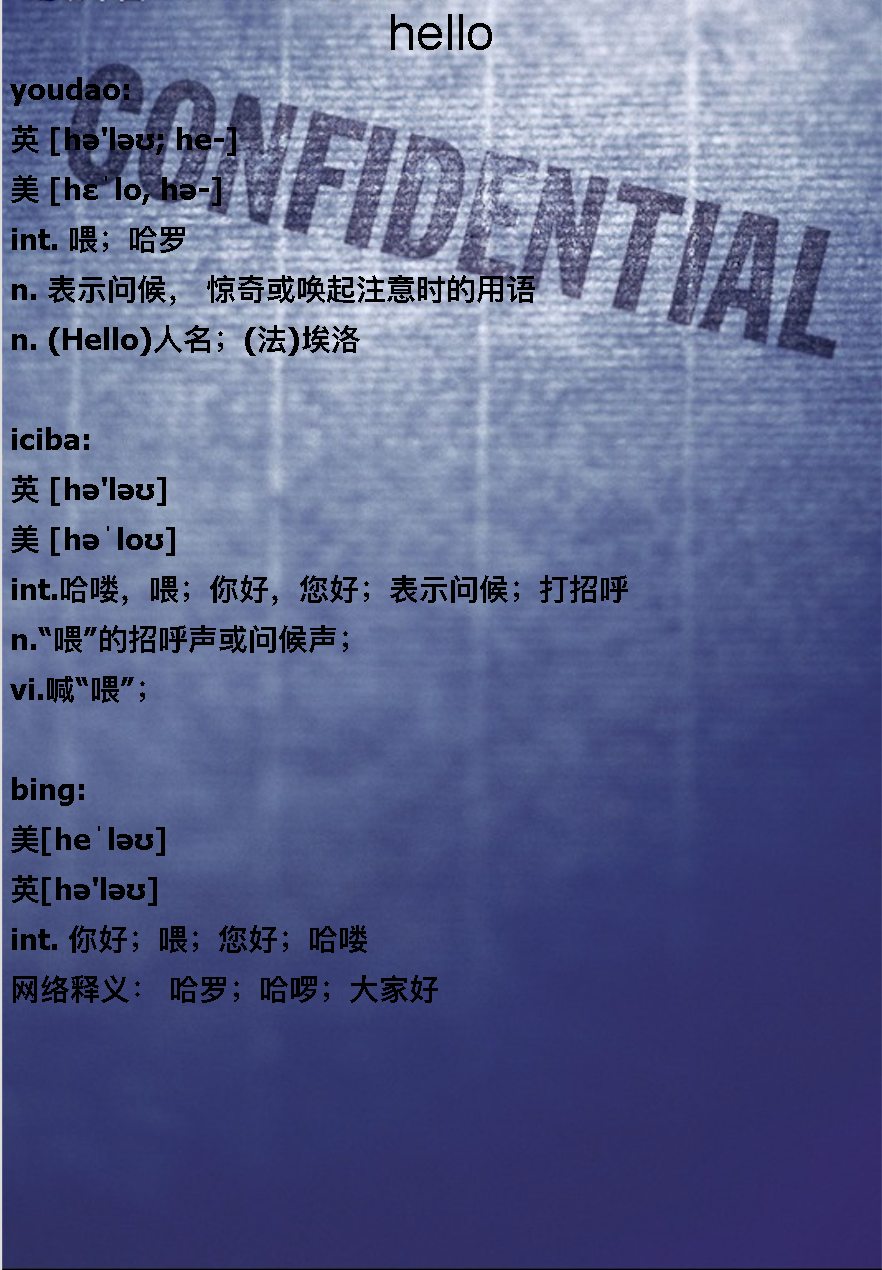 hello
CONFIDENTIAL
youdao:
英 [hə'ləʊ; he-]
美 [hɛˈlo, hə-]
int. 喂；哈罗
n. 表示问候， 惊奇或唤起注意时的用语
n. (Hello)人名；(法)埃洛
iciba:
英 [hə'ləʊ]
美 [həˈloʊ]
int.哈喽，喂；你好，您好；表示问候；打招呼
n.“喂”的招呼声或问候声；
vi.喊“喂”；
bing:
美[heˈləʊ]
英[hə'ləʊ]
int. 你好；喂；您好；哈喽
网络释义： 哈罗；哈啰；大家好